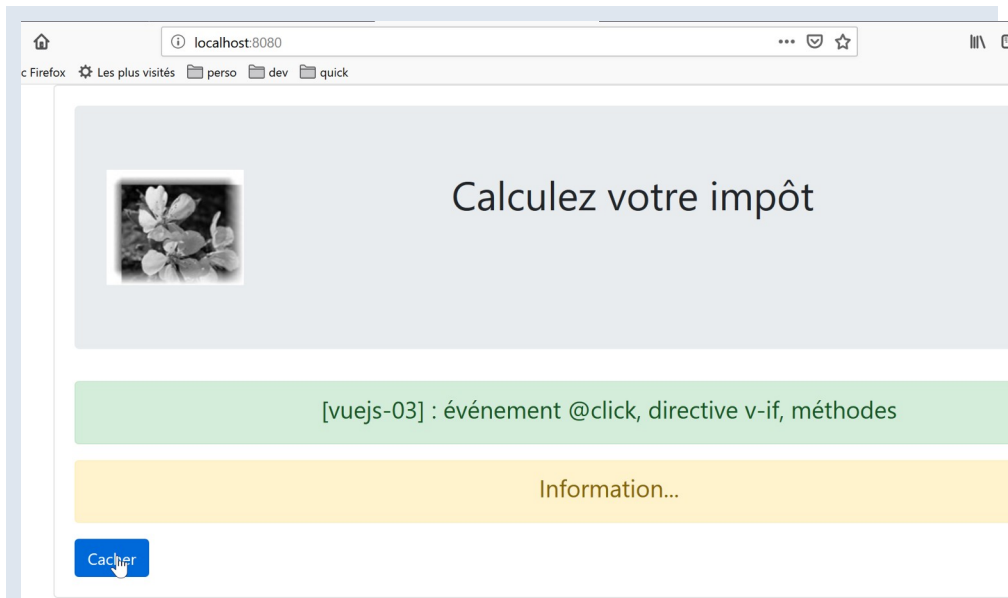 localhost:8080
c Firefox Les plus visités perso dev quick
Calculez votre impôt
[vuejs-03] : événement @click, directive v-if, méthodes
Information...
Cacher